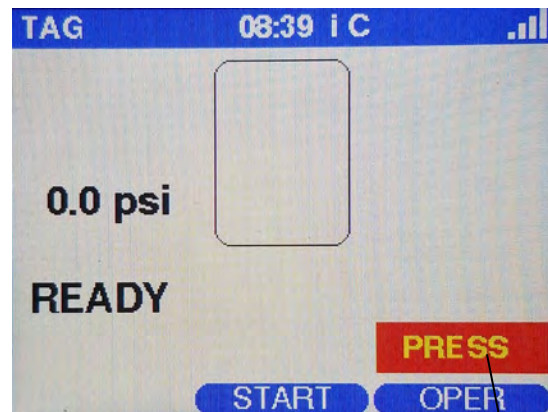 TAG 08:39 i C
0.0 psi
READY
PRESS
START OPER